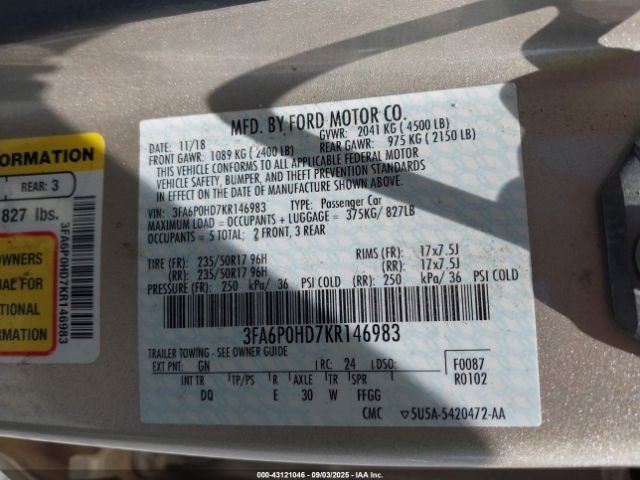 MFD. BY FORD MOTOR CO.
DATE: 11/18 GVWR: 2041 KG ( 4500 LB)
FRONT GAWR: 1089 KG (2400 LB) REAR GAWR: 975 KG ( 2150 LB)
THIS VEHICLE CONFORMS TO ALL APPLICABLE FEDERAL MOTOR
VEHICLE SAFETY, BUMPER, AND THEFT PREVENTION STANDARDS
IN EFFECT ON THE DATE OF MANUFACTURE SHOWN ABOVE.
VIN: 3FA6P0HD7KR146983 TYPE: Passenger Car
MAXIMUM LOAD = OCCUPANTS + LUGGAGE = 375KG/ 827LB
OCCUPANTS = 5 TOTAL; 2 FRONT, 3 REAR
TIRE (FR): 235/50R17 96H RIMS (FR): 17x7.5J
(RR): 235/50R17 96H (RR): 17x7.5J
PRESSURE (FR): 250 kPa/ 36 PSI COLD (RR): 250 kPa/ 36 PSI COLD
3FA6P0HD7KR146983
TRAILER TOWING - SEE OWNER GUIDE
EXT PNT: GN RC: 24 DSO: F0087
INT TR TP/PS R AXLE TR SPR R0102
DQ E 30 W FFGG
CMC 5U5A-5420472-AA
FORMATION
REAR: 3
827 lbs.
WNERS
UAL FOR
TIONAL
RMATION
3FA6P0HD7KR146983
00-43121046 - 09/03/2025 - IAA Inc.